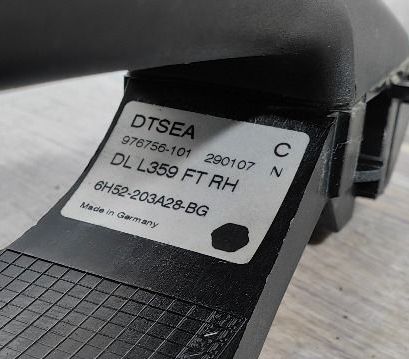 DTSEA C
976756-101 290107 N
DL L359 FT RH
6H52-203A28-BG
Made in Germany